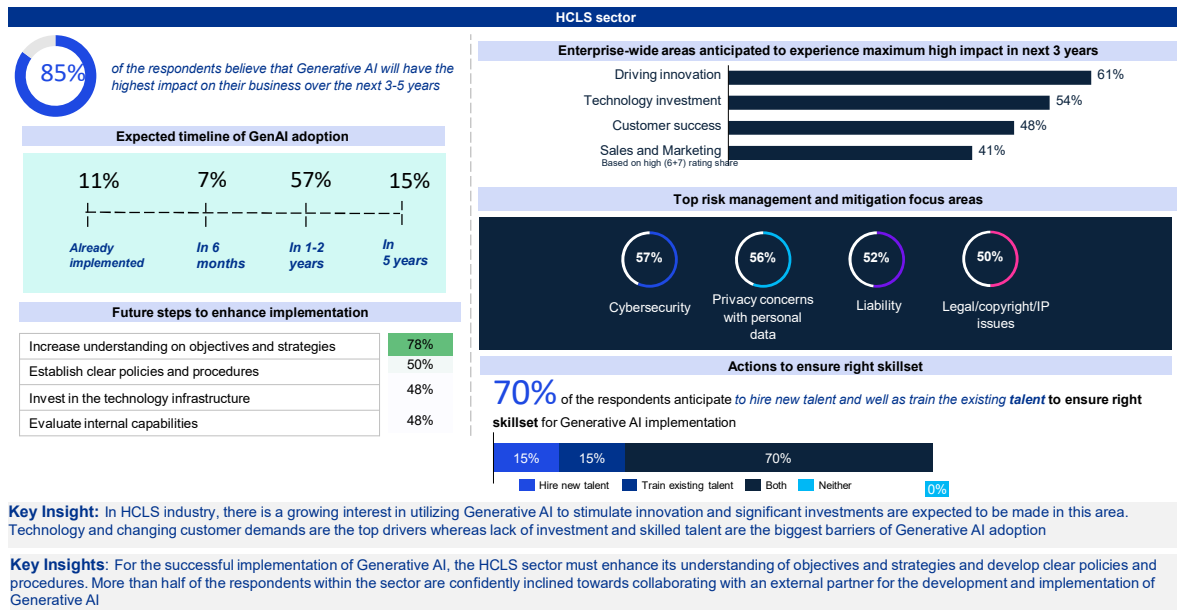 HCLS sector
85%
of the respondents believe that Generative AI will have the
highest impact on their business over the next 3-5 years
Expected timeline of GenAI adoption
11%
7%
57%
15%
Already
implemented
In 6
months
In 1-2
years
In
5 years
Future steps to enhance implementation
Increase understanding on objectives and strategies 78%
Establish clear policies and procedures 50%
Invest in the technology infrastructure 48%
Evaluate internal capabilities 48%
Enterprise-wide areas anticipated to experience maximum high impact in next 3 years
Driving innovation 61%
Technology investment 54%
Customer success 48%
Sales and Marketing 41%
Based on high (6+7) rating share
Top risk management and mitigation focus areas
57%
Cybersecurity
56%
Privacy concerns
with personal
data
52%
Liability
50%
Legal/copyright/IP
issues
Actions to ensure right skillset
70% of the respondents anticipate to hire new talent and well as train the existing talent to ensure right
skillset for Generative AI implementation
15% 15% 70%
Hire new talent Train existing talent Both Neither
0%
Key Insight: In HCLS industry, there is a growing interest in utilizing Generative AI to stimulate innovation and significant investments are expected to be made in this area.
Technology and changing customer demands are the top drivers whereas lack of investment and skilled talent are the biggest barriers of Generative AI adoption
Key Insights: For the successful implementation of Generative AI, the HCLS sector must enhance its understanding of objectives and strategies and develop clear policies and
procedures. More than half of the respondents within the sector are confidently inclined towards collaborating with an external partner for the development and implementation of
Generative AI